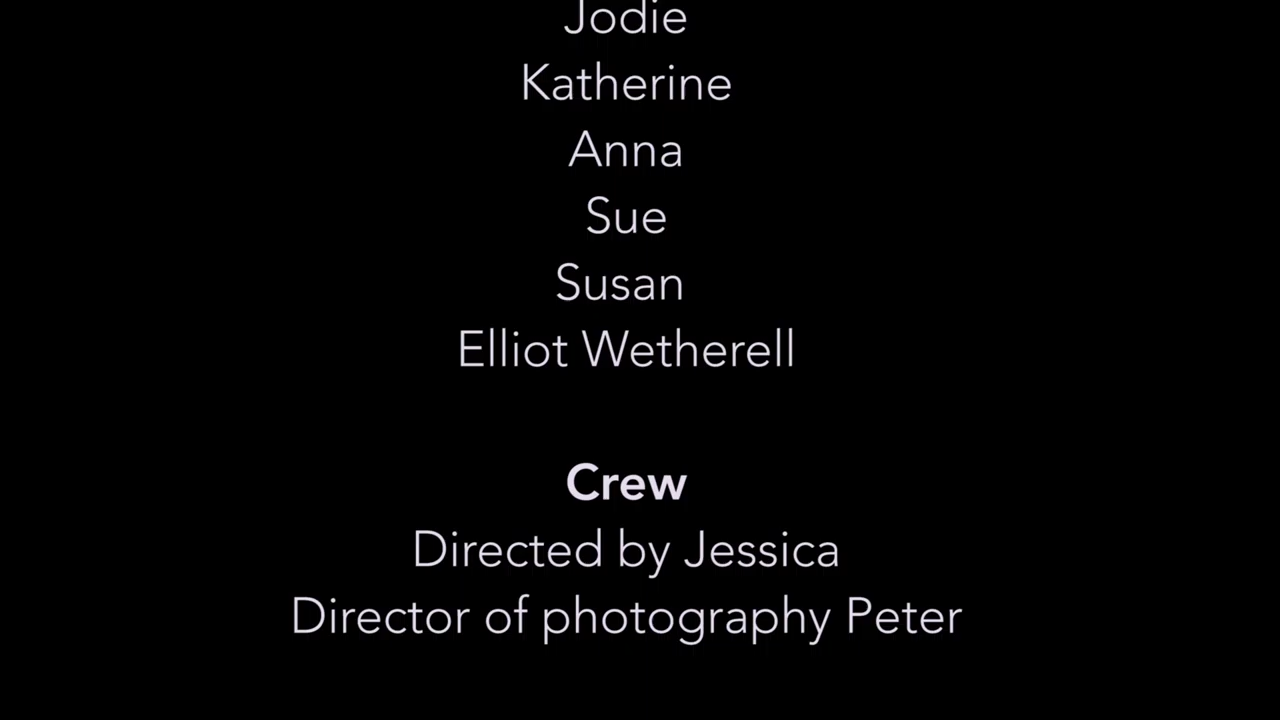 Jodie
Katherine
Anna
Sue
Susan
Elliot Wetherell
Crew
Directed by Jessica
Director of photography Peter